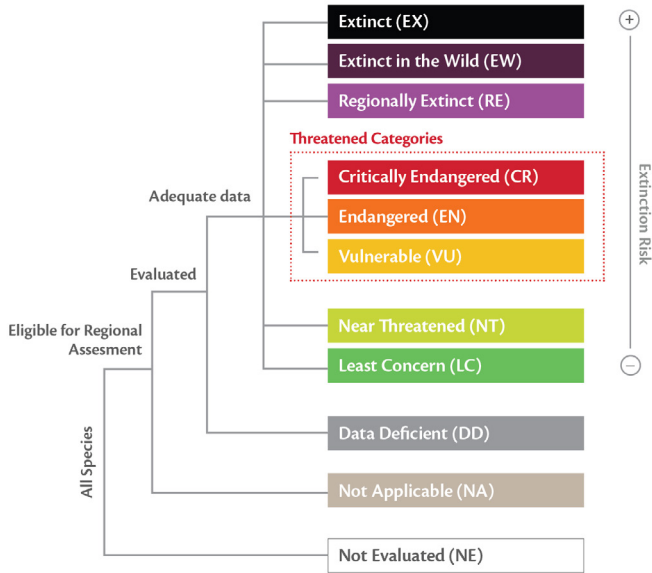 Extinct (EX)
Extinct in the Wild (EW)
Regionally Extinct (RE)
Threatened Categories
Critically Endangered (CR)
Adequate data
Endangered (EN)
Vulnerable (VU)
Evaluated
Eligible for Regional
Assesment
Near Threatened (NT)
Least Concern (LC)
All Species
Data Deficient (DD)
Not Applicable (NA)
Not Evaluated (NE)
+
Extinction Risk
−